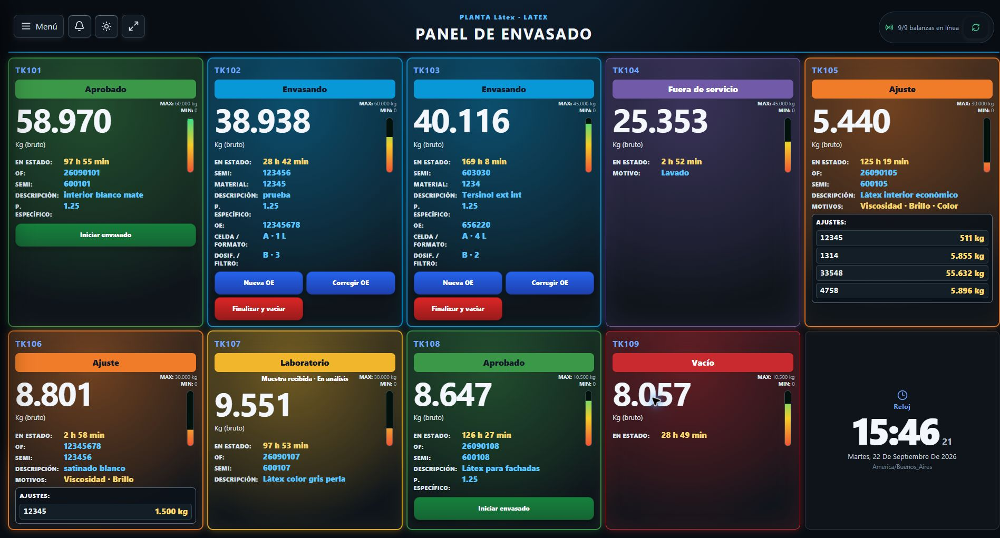 Menú
PLANTA Látex · LATEX
PANEL DE ENVASADO
9/9 balanzas en línea
TK101
Aprobado
MAX: 60.000 kg
MIN: 0
58.970
Kg (bruto)
EN ESTADO: 97 h 55 min
OF: 26090101
SEMI: 600101
DESCRIPCIÓN: interior blanco mate
P. 1.25
ESPECÍFICO:
Iniciar envasado
TK102
Envasando
MAX: 60.000 kg
MIN: 0
38.938
Kg (bruto)
EN ESTADO: 28 h 42 min
SEMI: 123456
MATERIAL: 12345
DESCRIPCIÓN: prueba
P. 1.25
ESPECÍFICO:
OE: 12345678
CELDA / A · 1 L
FORMATO:
DOSIF. / B · 3
FILTRO:
Nueva OE Corregir OE
Finalizar y vaciar
TK103
Envasando
MAX: 45.000 kg
MIN: 0
40.116
Kg (bruto)
EN ESTADO: 169 h 8 min
SEMI: 603030
MATERIAL: 1234
DESCRIPCIÓN: Tersinol ext int
P. 1.25
ESPECÍFICO:
OE: 656220
CELDA / A · 4 L
FORMATO:
DOSIF. / B · 2
FILTRO:
Nueva OE Corregir OE
Finalizar y vaciar
TK104
Fuera de servicio
MAX: 45.000 kg
MIN: 0
25.353
Kg (bruto)
EN ESTADO: 2 h 52 min
MOTIVO: Lavado
TK105
Ajuste
MAX: 30.000 kg
MIN: 0
5.440
Kg (bruto)
EN ESTADO: 125 h 19 min
OF: 26090105
SEMI: 600105
DESCRIPCIÓN: Látex interior económico
MOTIVOS: Viscosidad · Brillo · Color
AJUSTES:
12345 511 kg
1314 5.855 kg
33548 55.632 kg
4758 5.896 kg
TK106
Ajuste
MAX: 30.000 kg
MIN: 0
8.801
Kg (bruto)
EN ESTADO: 2 h 58 min
OF: 12345678
SEMI: 123456
DESCRIPCIÓN: satinado blanco
MOTIVOS: Viscosidad · Brillo
AJUSTES:
12345 1.500 kg
TK107
Laboratorio
Muestra recibida · En análisis
MAX: 30.000 kg
MIN: 0
9.551
Kg (bruto)
EN ESTADO: 97 h 53 min
OF: 26090107
SEMI: 600107
DESCRIPCIÓN: Látex color gris perla
TK108
Aprobado
MAX: 10.500 kg
MIN: 0
8.647
Kg (bruto)
EN ESTADO: 126 h 27 min
OF: 26090108
SEMI: 600108
DESCRIPCIÓN: Látex para fachadas
P. 1.25
ESPECÍFICO:
Iniciar envasado
TK109
Vacío
MAX: 10.500 kg
MIN: 0
8.057
Kg (bruto)
EN ESTADO: 28 h 49 min
Reloj
15:46 21
Martes, 22 De Septiembre De 2026
America/Buenos_Aires